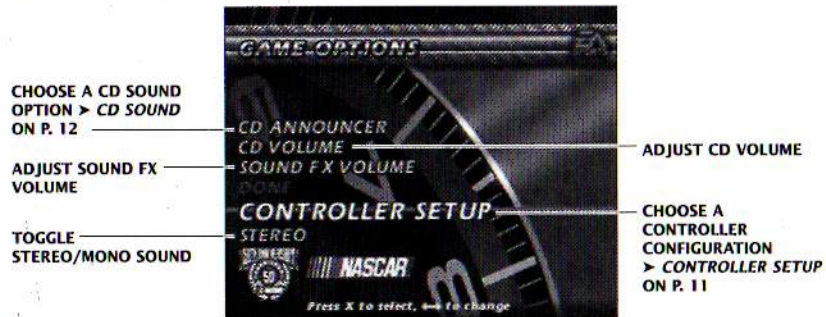 GAME OPTIONS
EA
CHOOSE A CD SOUND
OPTION ➤ CD SOUND
ON P. 12
ADJUST SOUND FX
VOLUME
TOGGLE
STEREO/MONO SOUND
CD ANNOUNCER
CD VOLUME
SOUND FX VOLUME
DONE
CONTROLLER SETUP
STEREO
50
NASCAR
Press X to select, ↔ to change
ADJUST CD VOLUME
CHOOSE A
CONTROLLER
CONFIGURATION
➤ CONTROLLER SETUP
ON P. 11